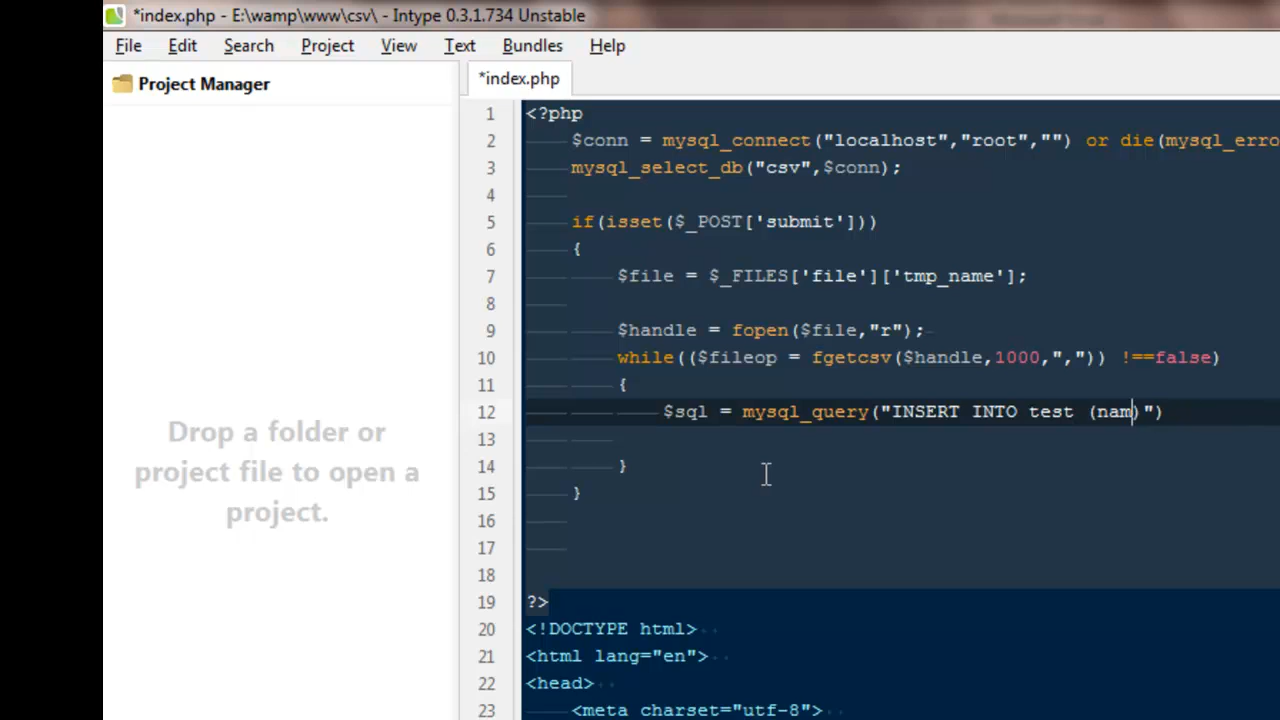 *index.php - E:\wamp\www\csv\ - Intype 0.3.1.734 Unstable
File Edit Search Project View Text Bundles Help
Project Manager
*index.php
Drop a folder or
project file to open a
project.
1 <?php
2 $conn = mysql_connect("localhost","root","") or die(mysql_erro
3 mysql_select_db("csv",$conn);
4
5 if(isset($_POST['submit']))
6 {
7 $file = $_FILES['file']['tmp_name'];
8
9 $handle = fopen($file,"r");
10 while(($fileop = fgetcsv($handle,1000,",")) !==false)
11 {
12 $sql = mysql_query("INSERT INTO test (nam)")
13
14 }
15 }
16
17
18
19 ?>
20 <!DOCTYPE html>
21 <html lang="en">
22 <head>
23 <meta charset="utf-8">